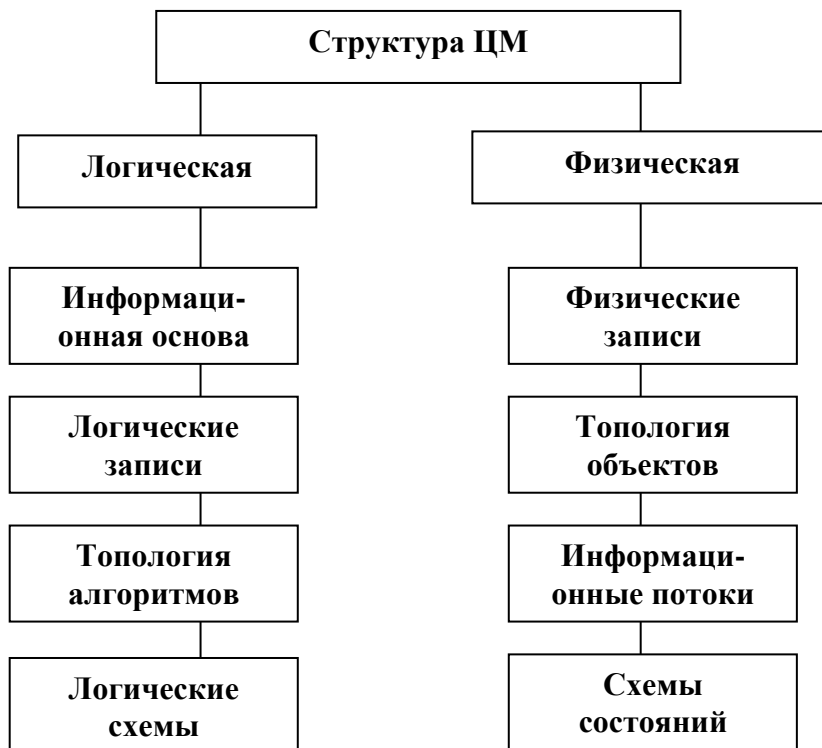 Структура ЦМ
Логическая
Физическая
Информаци-
онная основа
Физические
записи
Логические
записи
Топология
объектов
Топология
алгоритмов
Информаци-
онные потоки
Логические
схемы
Схемы
состояний